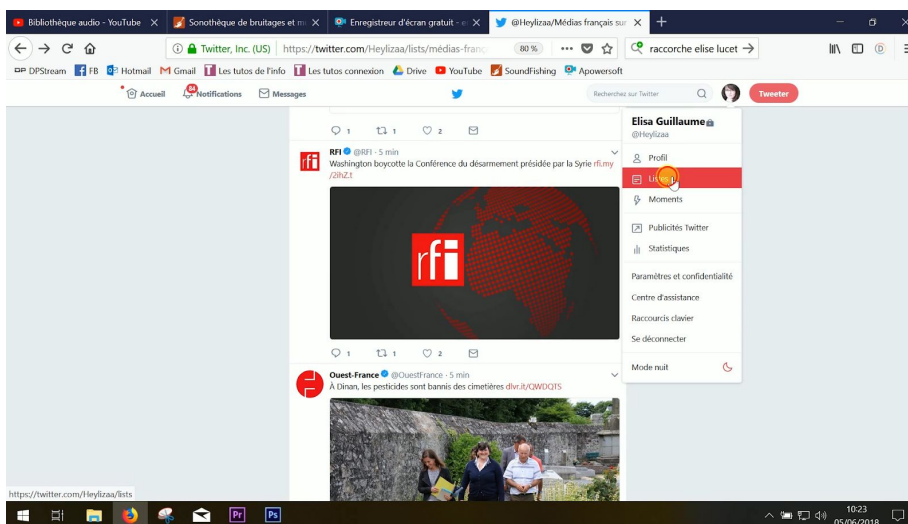 Bibliothèque audio - YouTube
Sonothèque de bruitages et m
Enregistreur d'écran gratuit - e
@Heylizaa/Médias français sur
Twitter, Inc. (US)
https://twitter.com/Heylizaa/lists/médias-franç
80 %
raccorche elise lucet
DPStream
FB
Hotmail
Gmail
Les tutos de l'info
Les tutos connexion
Drive
YouTube
SoundFishing
Apowersoft
Accueil
84
Notifications
Messages
Recherchez sur Twitter
Tweeter
1 1 2
RFI @RFI · 5 min
Washington boycotte la Conférence du désarmement présidée par la Syrie rfi.my
/2ihZ.t
rfi
rfi
1 1 2
Ouest-France @OuestFrance · 5 min
À Dinan, les pesticides sont bannis des cimetières dlvr.it/QWDQTS
Elisa Guillaume
@Heylizaa
Profil
Listes
Moments
Publicités Twitter
Statistiques
Paramètres et confidentialité
Centre d'assistance
Raccourcis clavier
Se déconnecter
Mode nuit
https://twitter.com/Heylizaa/lists
Pr
Ps
10:23
05/06/2018